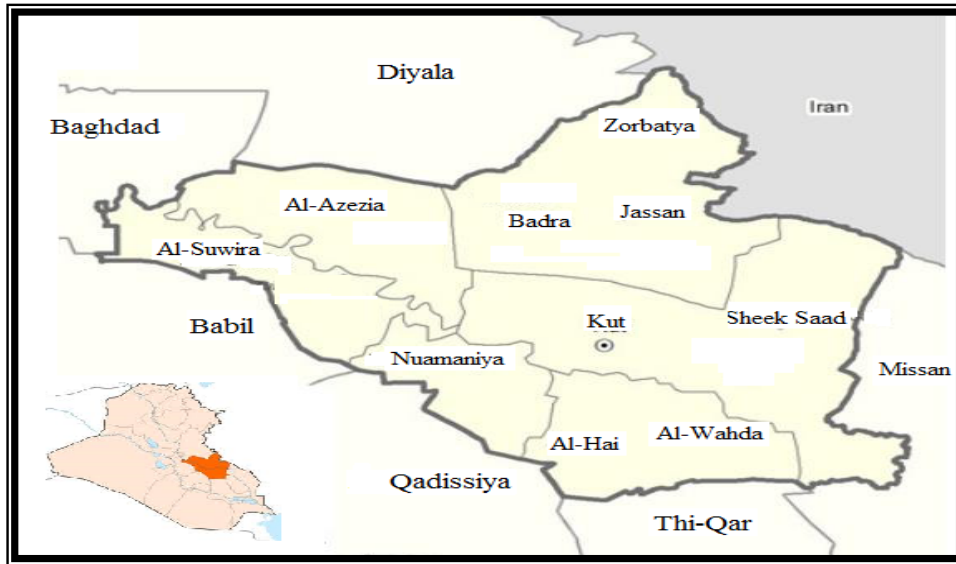 Diyala
Iran
Zorbatya
Baghdad
Al-Azezia
Badra
Jassan
Al-Suwira
Babil
Kut
Sheek Saad
Nuamaniya
Missan
Al-Hai
Al-Wahda
Qadissiya
Thi-Qar